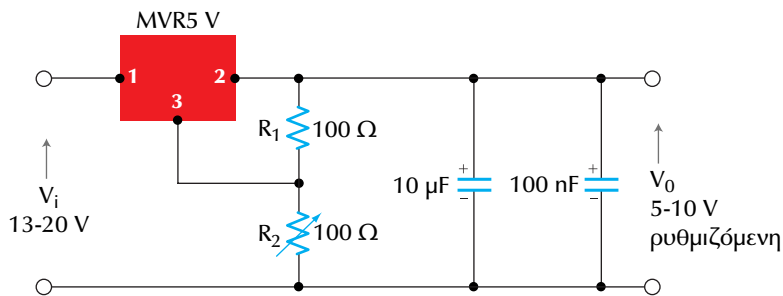 MVR5 V
1
2
3
R1
100 Ω
R2
100 Ω
10 μF
+
−
100 nF
+
−
Vi
13-20 V
V0
5-10 V
ρυθμιζόμενη